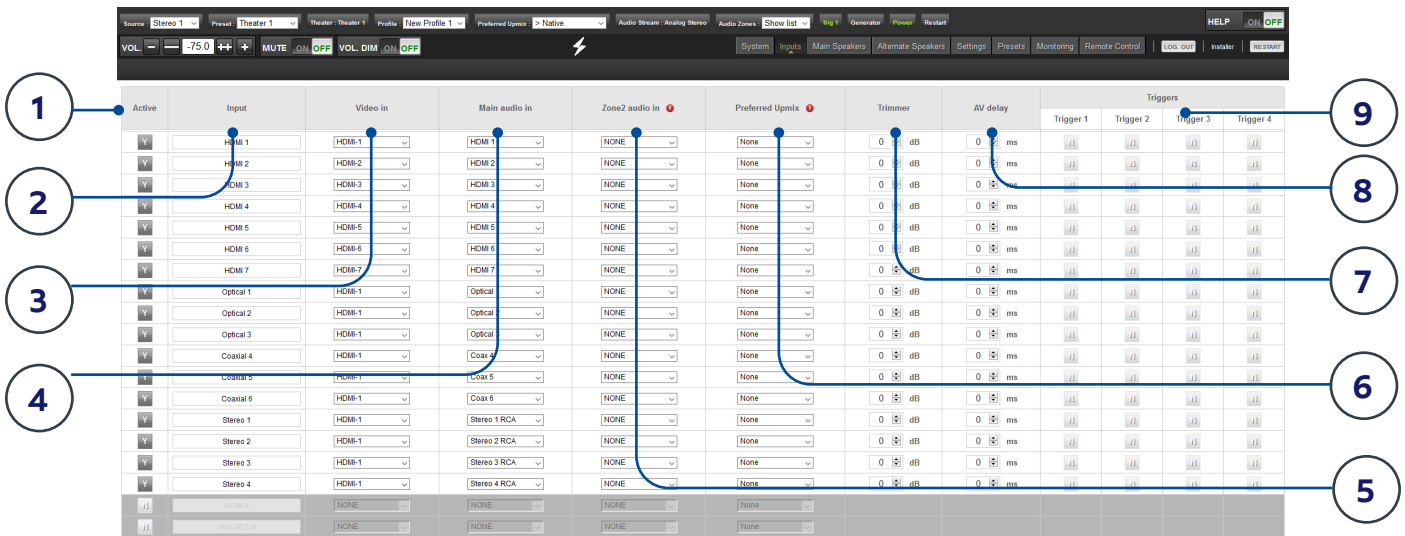 Source : Stereo 1 Preset : Theater 1 Theater : Theater 1 Profile : New Profile 1 Preferred Upmix : > Native Audio Stream : Analog Stereo Audio Zones : Show list Trig 1 Generator Power Restart HELP ON OFF
VOL. -75.0 MUTE ON OFF VOL. DIM ON OFF System Inputs Main Speakers Alternate Speakers Settings Presets Monitoring Remote Control LOG OUT Installer RESTART
Active Input Video in Main audio in Zone2 audio in Preferred Upmix Trimmer AV delay Triggers
Trigger 1 Trigger 2 Trigger 3 Trigger 4
Y HDMI 1 HDMI-1 HDMI 1 NONE None 0 dB 0 ms
Y HDMI 2 HDMI-2 HDMI 2 NONE None 0 dB 0 ms
Y HDMI 3 HDMI-3 HDMI 3 NONE None 0 dB 0 ms
Y HDMI 4 HDMI-4 HDMI 4 NONE None 0 dB 0 ms
Y HDMI 5 HDMI-5 HDMI 5 NONE None 0 dB 0 ms
Y HDMI 6 HDMI-6 HDMI 6 NONE None 0 dB 0 ms
Y HDMI 7 HDMI-7 HDMI 7 NONE None 0 dB 0 ms
Y Optical 1 HDMI-1 Optical NONE None 0 dB 0 ms
Y Optical 2 HDMI-1 Optical NONE None 0 dB 0 ms
Y Optical 3 HDMI-1 Optical NONE None 0 dB 0 ms
Y Coaxial 4 HDMI-1 Coax 4 NONE None 0 dB 0 ms
Y Coaxial 5 HDMI-1 Coax 5 NONE None 0 dB 0 ms
Y Coaxial 6 HDMI-1 Coax 6 NONE None 0 dB 0 ms
Y Stereo 1 HDMI-1 Stereo 1 RCA NONE None 0 dB 0 ms
Y Stereo 2 HDMI-1 Stereo 2 RCA NONE None 0 dB 0 ms
Y Stereo 3 HDMI-1 Stereo 3 RCA NONE None 0 dB 0 ms
Y Stereo 4 HDMI-1 Stereo 4 RCA NONE None 0 dB 0 ms
NONE NONE NONE None
NONE NONE NONE None
1
2
3
4
5
6
7
8
9